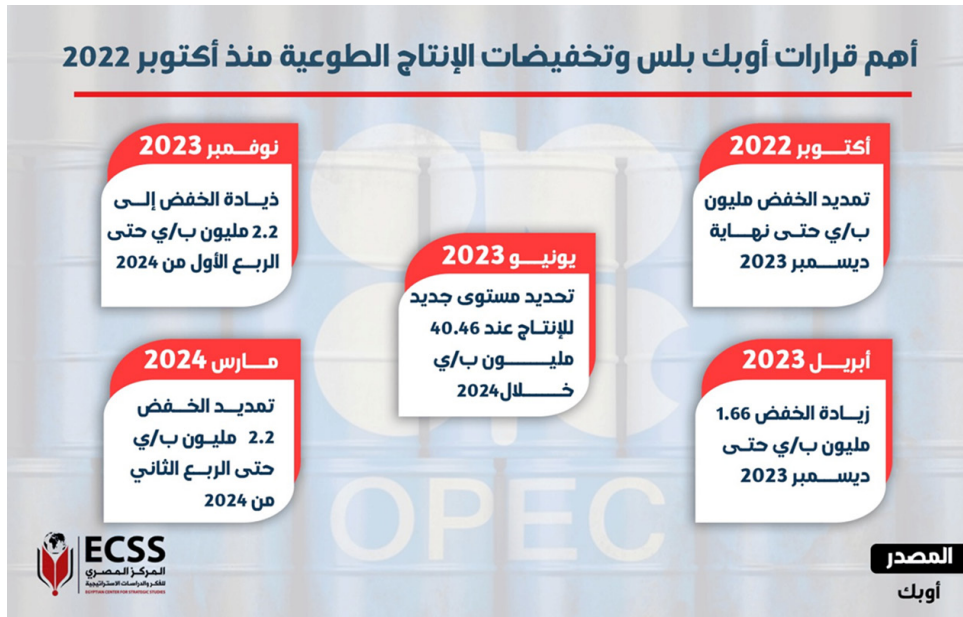 أهم قرارات أوبك بلس وتخفيضات الإنتاج الطوعية منذ أكتوبر 2022
أكتوبر 2022
تمديد الخفض مليون
ب/ي حتى نهاية
ديسمبر 2023
أبريل 2023
زيادة الخفض 1.66
مليون ب/ي حتى
ديسمبر 2023
يونيو 2023
تحديد مستوى جديد
للإنتاج عند 40.46
مليون ب/ي
خلال2024
نوفمبر 2023
ذيادة الخفض إلى
2.2 مليون ب/ي حتى
الربع الأول من 2024
مارس 2024
تمديد الخفض
2.2 مليون ب/ي
حتى الربع الثاني
من 2024
OPEC
المصدر
أوبك
ECSS
المركز المصري
للفكر والدراسات الاستراتيجية
EGYPTIAN CENTER FOR STRATEGIC STUDIES